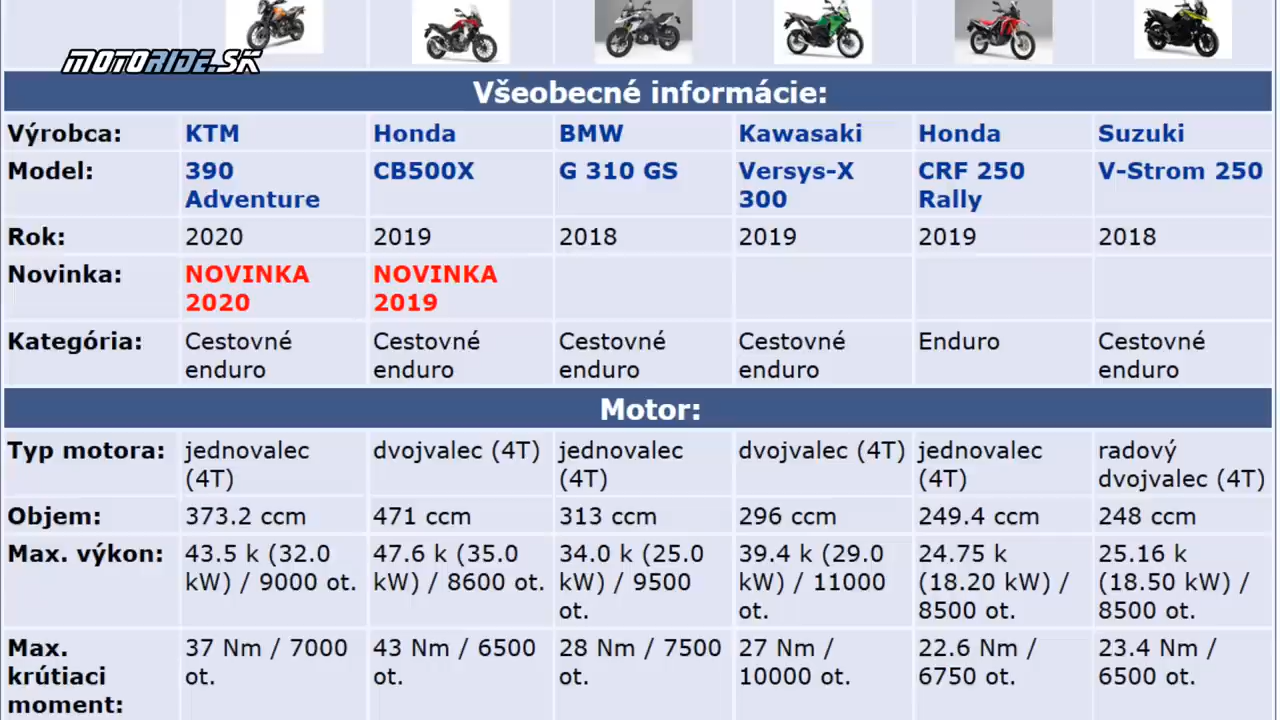 MOTORIDE.SK
Všeobecné informácie:
Výrobca: KTM Honda BMW Kawasaki Honda Suzuki
Model: 390 CB500X G 310 GS Versys-X CRF 250 V-Strom 250
Adventure 300 Rally
Rok: 2020 2019 2018 2019 2019 2018
Novinka: NOVINKA NOVINKA
2020 2019
Kategória: Cestovné Cestovné Cestovné Cestovné Enduro Cestovné
enduro enduro enduro enduro enduro
Motor:
Typ motora: jednovalec dvojvalec (4T) jednovalec dvojvalec (4T) jednovalec radový
(4T) (4T) (4T) dvojvalec (4T)
Objem: 373.2 ccm 471 ccm 313 ccm 296 ccm 249.4 ccm 248 ccm
Max. výkon: 43.5 k (32.0 47.6 k (35.0 34.0 k (25.0 39.4 k (29.0 24.75 k 25.16 k
kW) / 9000 ot. kW) / 8600 ot. kW) / 9500 kW) / 11000 (18.20 kW) / (18.50 kW) /
ot. ot. 8500 ot. 8500 ot.
Max. 37 Nm / 7000 43 Nm / 6500 28 Nm / 7500 27 Nm / 22.6 Nm / 23.4 Nm /
krútiaci ot. ot. ot. 10000 ot. 6750 ot. 6500 ot.
moment: